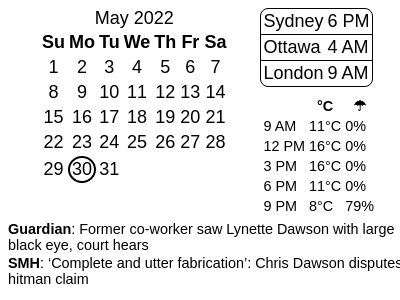 May 2022
Su Mo Tu We Th Fr Sa
1 2 3 4 5 6 7
8 9 10 11 12 13 14
15 16 17 18 19 20 21
22 23 24 25 26 27 28
29 30 31
Sydney 6 PM
Ottawa 4 AM
London 9 AM
°C ☂
9 AM 11°C 0%
12 PM 16°C 0%
3 PM 16°C 0%
6 PM 11°C 0%
9 PM 8°C 79%
Guardian: Former co-worker saw Lynette Dawson with large
black eye, court hears
SMH: ‘Complete and utter fabrication’: Chris Dawson disputes
hitman claim